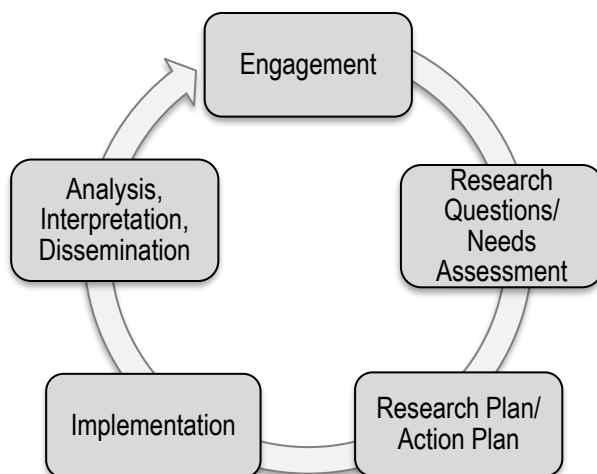 Engagement
Research
Questions/
Needs
Assessment
Research Plan/
Action Plan
Implementation
Analysis,
Interpretation,
Dissemination